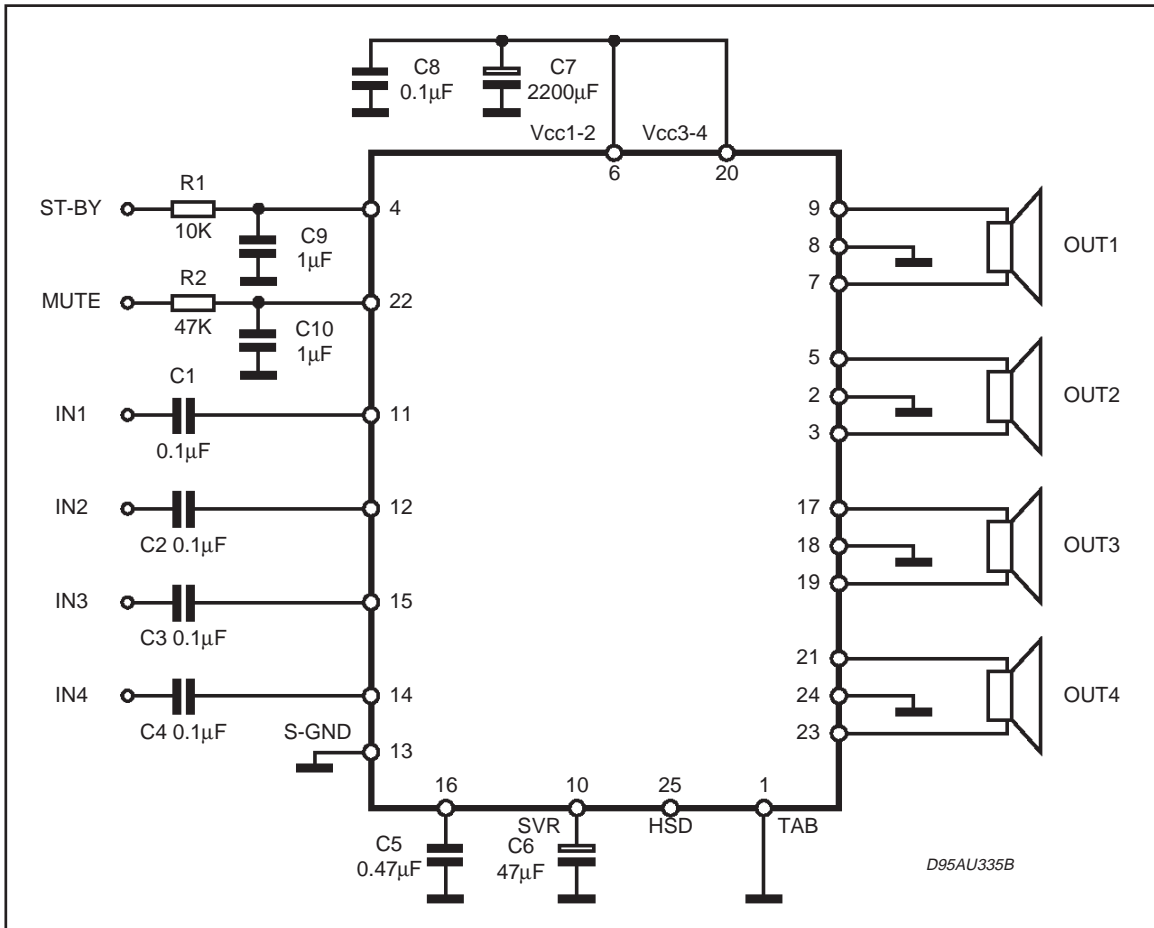 C8
0.1μF
C7
2200μF
Vcc1-2
Vcc3-4
6
20
ST-BY
R1
10K
4
C9
1μF
MUTE
R2
47K
22
C10
1μF
IN1
C1
0.1μF
11
IN2
C2 0.1μF
12
IN3
C3 0.1μF
15
IN4
C4 0.1μF
14
S-GND
13
9
8
7
OUT1
5
2
3
OUT2
17
18
19
OUT3
21
24
23
OUT4
16
10
25
1
SVR
HSD
TAB
C5
0.47μF
C6
47μF
D95AU335B